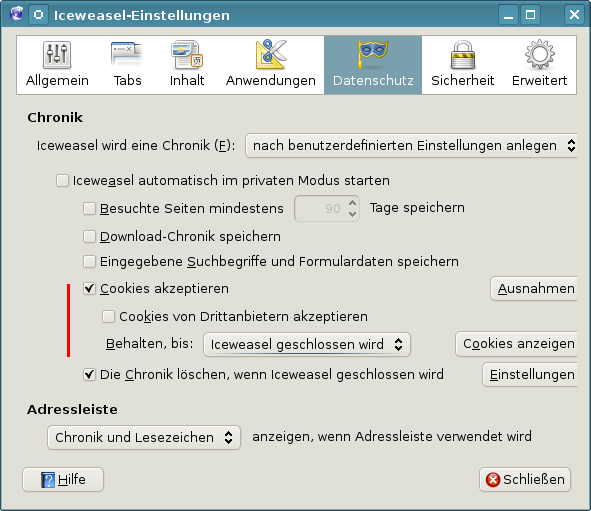 Iceweasel-Einstellungen
Allgemein Tabs Inhalt Anwendungen Datenschutz Sicherheit Erweitert
Chronik
Iceweasel wird eine Chronik (F): nach benutzerdefinierten Einstellungen anlegen
Iceweasel automatisch im privaten Modus starten
Besuchte Seiten mindestens 90 Tage speichern
Download-Chronik speichern
Eingegebene Suchbegriffe und Formulardaten speichern
Cookies akzeptieren Ausnahmen
Cookies von Drittanbietern akzeptieren
Behalten, bis: Iceweasel geschlossen wird Cookies anzeigen
Die Chronik löschen, wenn Iceweasel geschlossen wird Einstellungen
Adressleiste
Chronik und Lesezeichen anzeigen, wenn Adressleiste verwendet wird
Hilfe Schließen